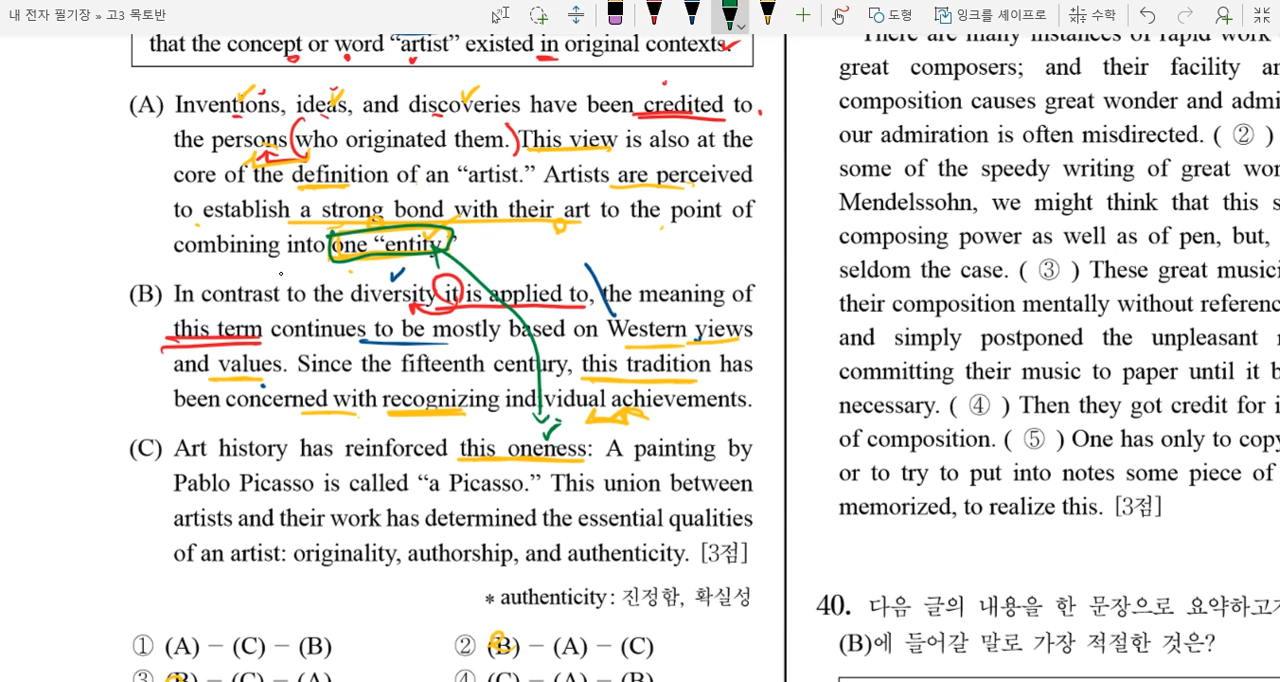 내 전자 필기장 » 고3 목토반
도형
잉크를 셰이프로
수학
that the concept or word “artist” existed in original contexts.
(A) Inventions, ideas, and discoveries have been credited to
the persons who originated them. This view is also at the
core of the definition of an “artist.” Artists are perceived
to establish a strong bond with their art to the point of
combining into one “entity.”
(B) In contrast to the diversity it is applied to, the meaning of
this term continues to be mostly based on Western views
and values. Since the fifteenth century, this tradition has
been concerned with recognizing individual achievements.
(C) Art history has reinforced this oneness: A painting by
Pablo Picasso is called “a Picasso.” This union between
artists and their work has determined the essential qualities
of an artist: originality, authorship, and authenticity. [3점]
* authenticity: 진정함, 확실성
① (A) - (C) - (B)
② (B) - (A) - (C)
③ (B) - (C) - (A)
④ (C) - (A) - (B)
There are many instances of rapid work
great composers; and their facility
composition causes great wonder and
our admiration is often misdirected. ( ② )
some of the speedy writing of great
Mendelssohn, we might think that this
composing power as well as of pen, but,
seldom the case. ( ③ ) These great
their composition mentally without
and simply postponed the unpleasant
committing their music to paper until it
necessary. ( ④ ) Then they got credit for
of composition. ( ⑤ ) One has only to
or to try to put into notes some piece of
memorized, to realize this. [3점]
40. 다음 글의 내용을 한 문장으로 요약하고자
(B)에 들어갈 말로 가장 적절한 것은?